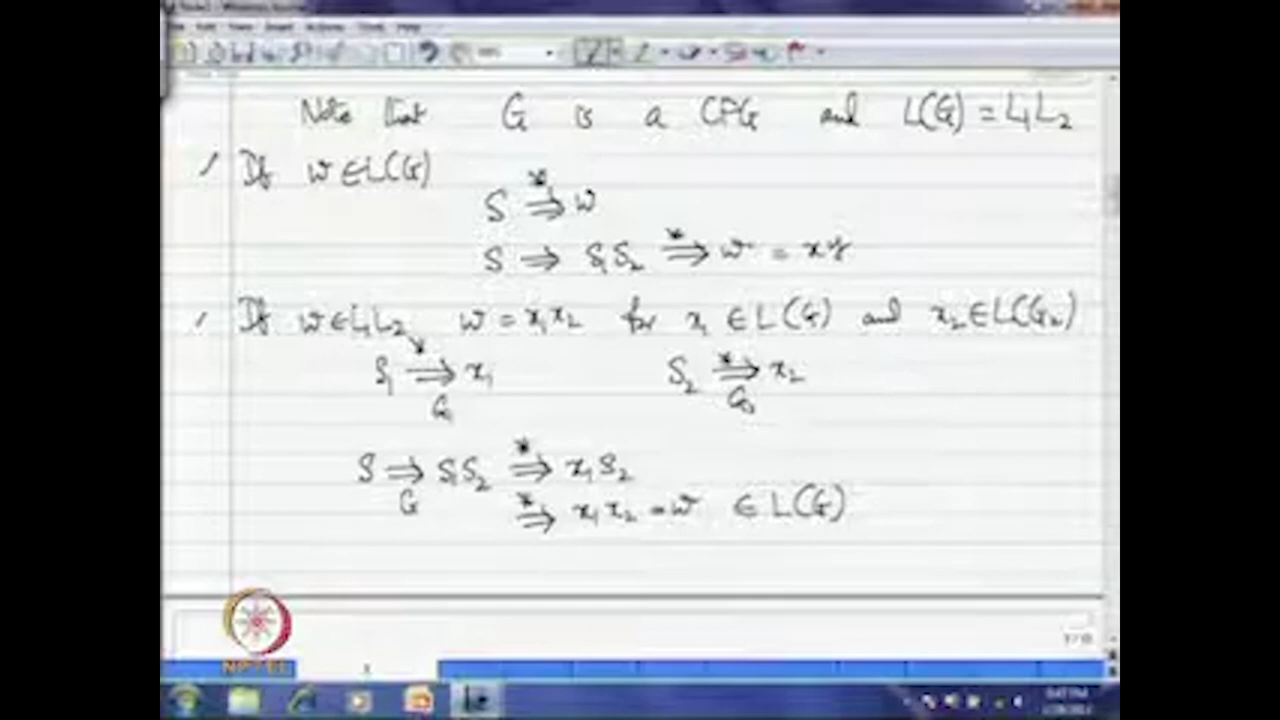 Note that G is a CFG and L(G) = L₁L₂
If w ∈ L(G)
S ⇒* w
S ⇒ S₁S₂ ⇒* w = xy
If w ∈ L₁L₂ w = x₁x₂ for x₁ ∈ L(G) and x₂ ∈ L(G₂)
S₁ ⇒* x₁ S₂ ⇒* x₂
G₁ G₂
S ⇒ S₁S₂ ⇒* x₁S₂
G ⇒* x₁x₂ = w ∈ L(G)
NPTEL